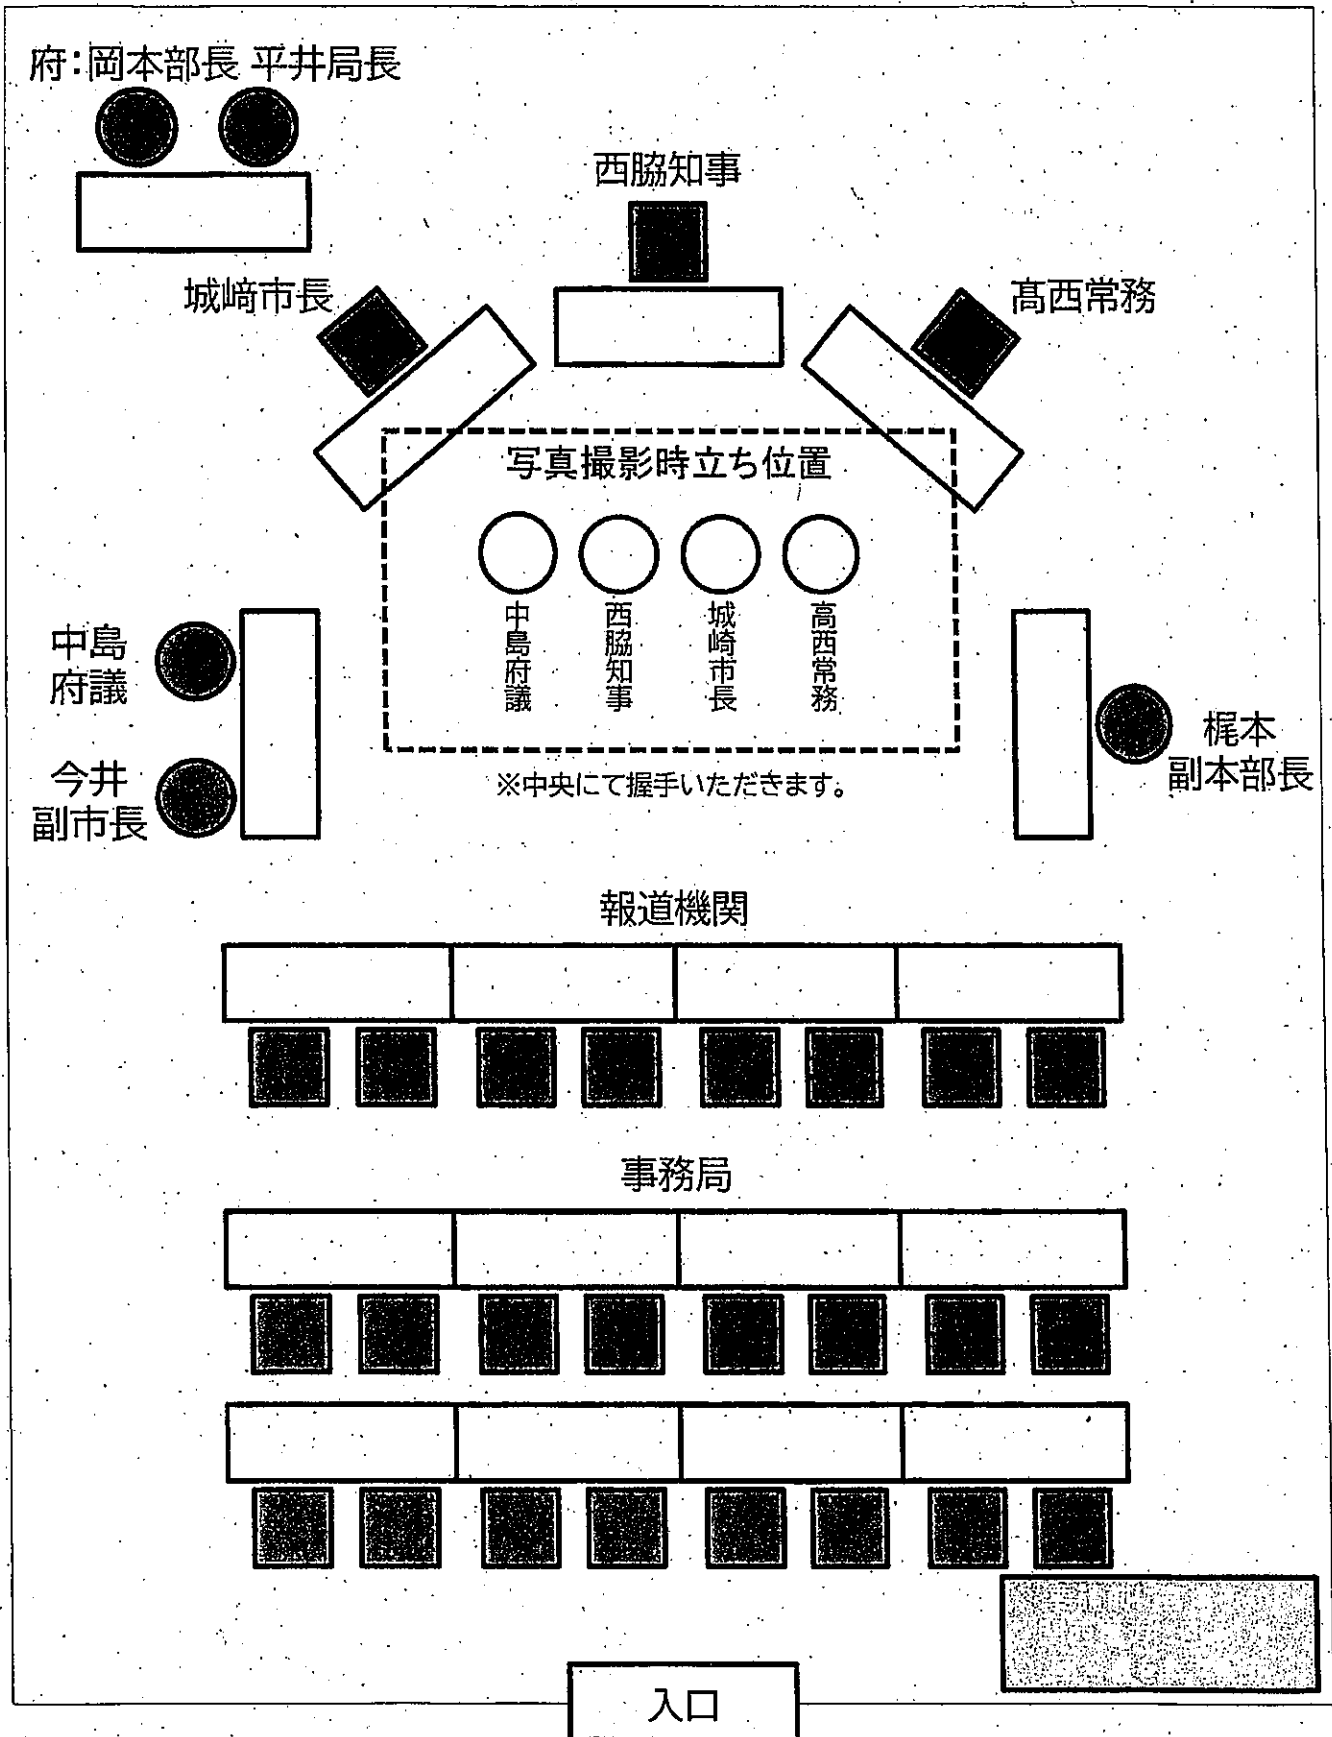 府:岡本部長 平井局長
西脇知事
城﨑市長
髙西常務
写真撮影時立ち位置
中島府議
西脇知事
城崎市長
高西常務
中島
府議
今井
副市長
梶本
副本部長
※中央にて握手いただきます。
報道機関
事務局
入口